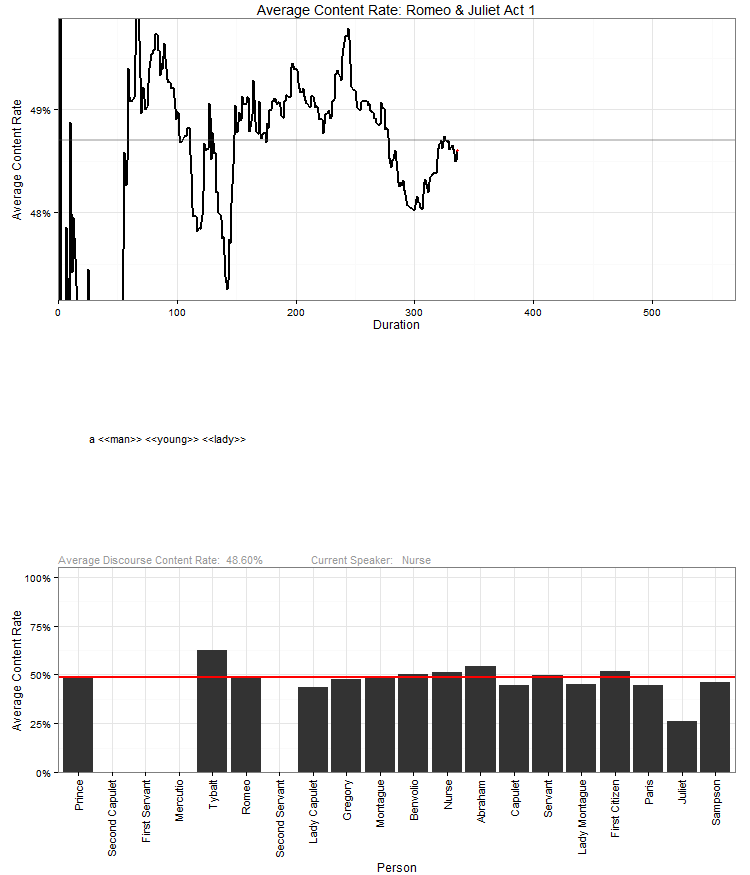 Average Content Rate: Romeo & Juliet Act 1
Average Content Rate
49%
48%
0 100 200 300 400 500
Duration
a <<man>> <<young>> <<lady>>
Average Discourse Content Rate: 48.60% Current Speaker: Nurse
Average Content Rate
100%
75%
50%
25%
0%
Prince
Second Capulet
First Servant
Mercutio
Tybalt
Romeo
Second Servant
Lady Capulet
Gregory
Montague
Benvolio
Nurse
Abraham
Capulet
Servant
Lady Montague
First Citizen
Paris
Juliet
Sampson
Person